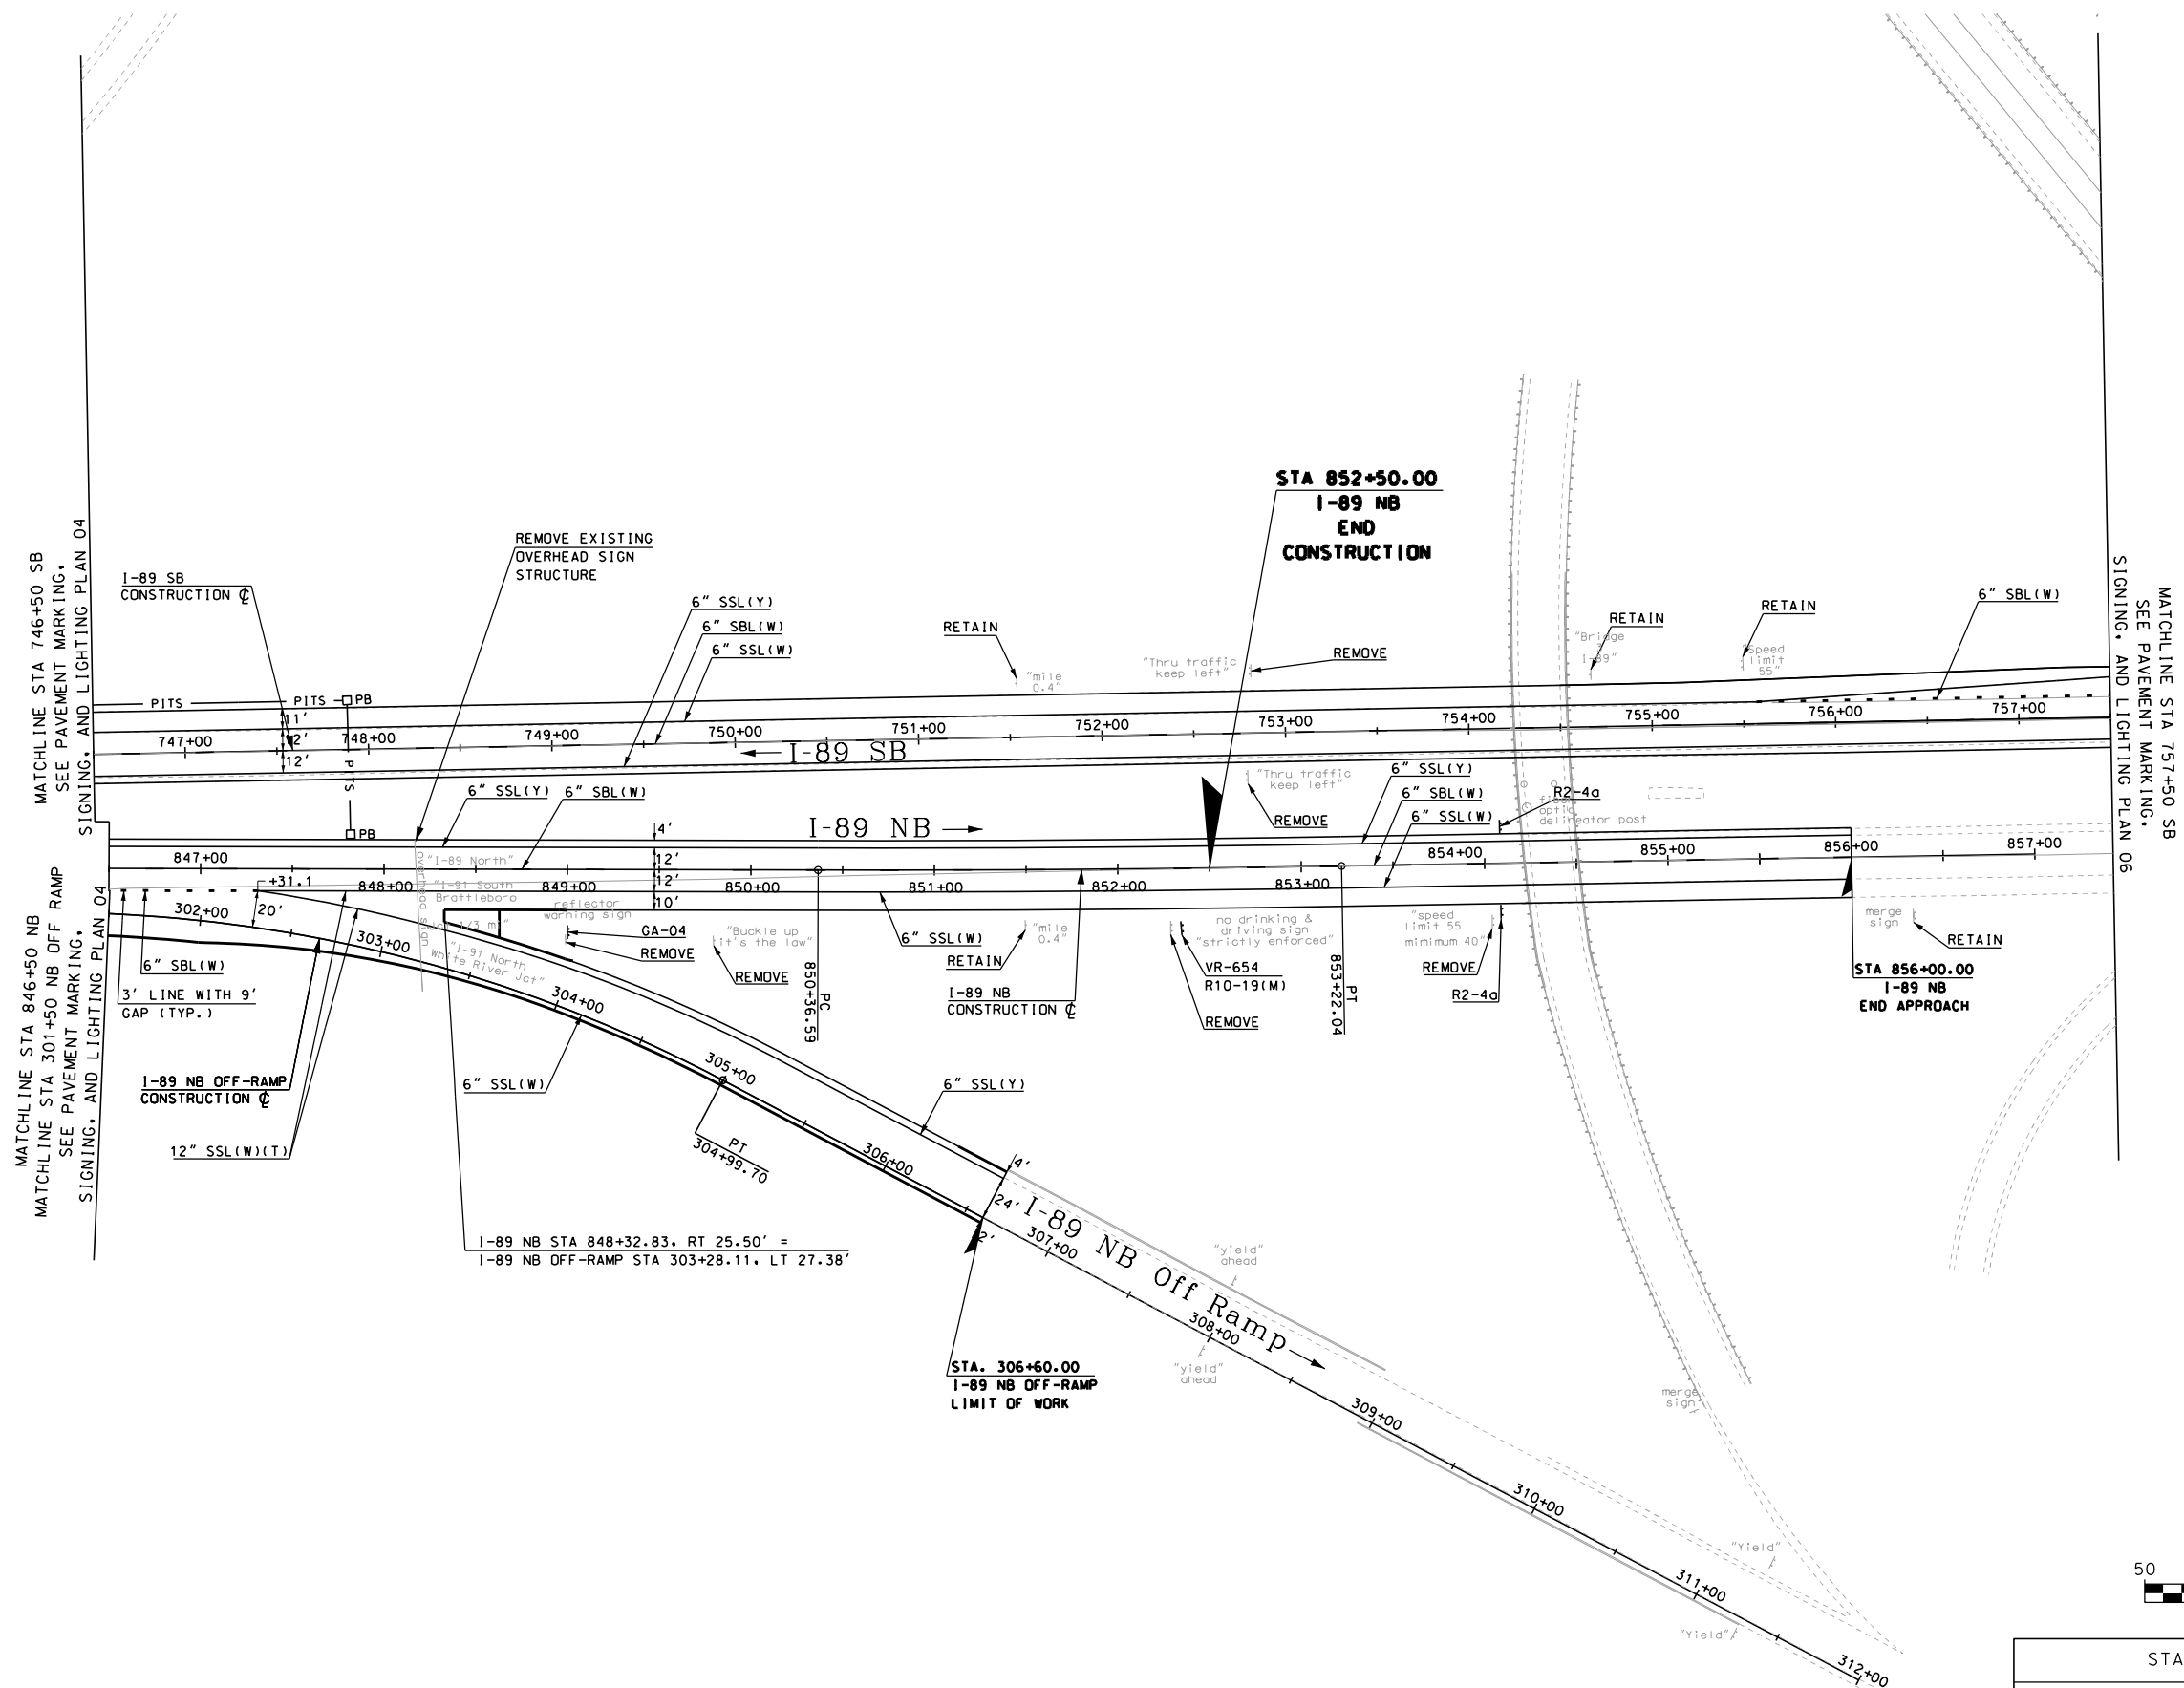 MATCHLINE STA 746+50 SB
SEE PAVEMENT MARKING,
SIGNING, AND LIGHTING PLAN 04
MATCHLINE STA 846+50 NB
MATCHLINE STA 301+50 NB OFF RAMP
SEE PAVEMENT MARKING,
SIGNING, AND LIGHTING PLAN 04
MATCHLINE STA 757+50 SB
SEE PAVEMENT MARKING,
SIGNING, AND LIGHTING PLAN 06
STA 852+50.00
I-89 NB
END
CONSTRUCTION
REMOVE EXISTING
OVERHEAD SIGN
STRUCTURE
I-89 SB
CONSTRUCTION ℄
6" SSL(Y)
6" SBL(W)
6" SSL(W)
RETAIN
"mile
0.4"
"Thru traffic
keep left"
REMOVE
"Bridge
I-89"
RETAIN
"Speed
limit
55"
RETAIN
6" SBL(W)
PITS
PITS
PB
11'
12'
12'
747+00
748+00
749+00
750+00
751+00
752+00
753+00
754+00
755+00
756+00
757+00
I-89 SB
PITS
PB
6" SSL(Y)
6" SBL(W)
I-89 NB
"Thru traffic
keep left"
REMOVE
6" SSL(Y)
6" SBL(W)
6" SSL(W)
R2-4a
optic
delineator post
4'
12'
12'
10'
847+00
848+00
849+00
850+00
851+00
852+00
853+00
854+00
855+00
856+00
857+00
+31.1
20'
overhead sign
"I-89 North"
"I-91 South
Brattleboro
1/3 mi"
"I-91 North
White River Jct"
reflector
warning sign
GA-04
REMOVE
"Buckle up
it's the law"
REMOVE
PC
850+36.59
6" SSL(W)
RETAIN
"mile
0.4"
I-89 NB
CONSTRUCTION ℄
no drinking &
driving sign
"strictly enforced"
VR-654
R10-19(M)
REMOVE
PT
853+22.04
"speed
limit 55
mimimum 40"
REMOVE
R2-4a
merge
sign
RETAIN
STA 856+00.00
I-89 NB
END APPROACH
6" SBL(W)
3' LINE WITH 9'
GAP (TYP.)
I-89 NB OFF-RAMP
CONSTRUCTION ℄
12" SSL(W)(T)
302+00
303+00
304+00
305+00
306+00
307+00
308+00
309+00
310+00
311+00
312+00
6" SSL(W)
6" SSL(Y)
PT
304+99.70
4'
24'
2'
I-89 NB Off Ramp
I-89 NB STA 848+32.83, RT 25.50' =
I-89 NB OFF-RAMP STA 303+28.11, LT 27.38'
"yield"
ahead
"yield"
ahead
STA. 306+60.00
I-89 NB OFF-RAMP
LIMIT OF WORK
merge
sign
"Yield"
"Yield"
50
STA